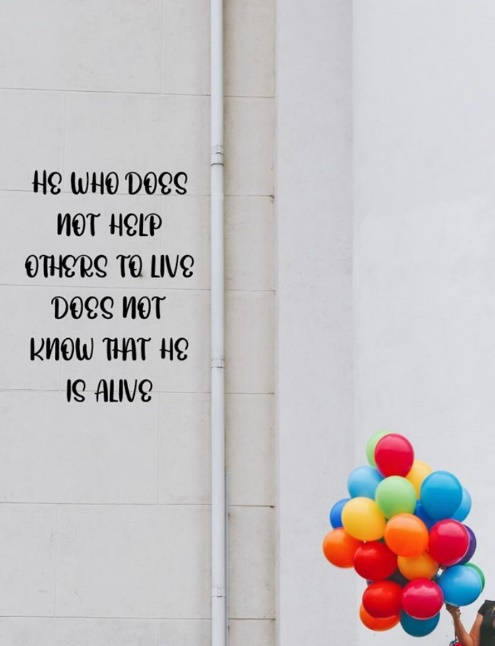 HE WHO DOES
NOT HELP
OTHERS TO LIVE
DOES NOT
KNOW THAT HE
IS ALIVE